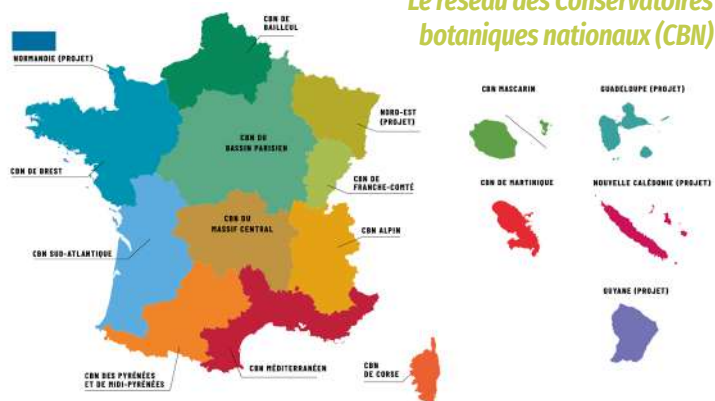 Le réseau des Conservatoires
botaniques nationaux (CBN)
CBN DE
BAILLEUL
NORMANDIE (PROJET)
NORD-EST
(PROJET)
CBN DU
BASSIN PARISIEN
CBN DE BREST
CBN DE
FRANCHE-COMTÉ
CBN DU
MASSIF CENTRAL
CBN ALPIN
CBN SUD-ATLANTIQUE
CBN DES PYRÉNÉES
ET DE MIDI-PYRÉNÉES
CBN MÉDITERRANÉEN
CBN
DE CORSE
CBN MASCARIN
GUADELOUPE (PROJET)
CBN DE MARTINIQUE
NOUVELLE CALÉDONIE (PROJET)
GUYANE (PROJET)